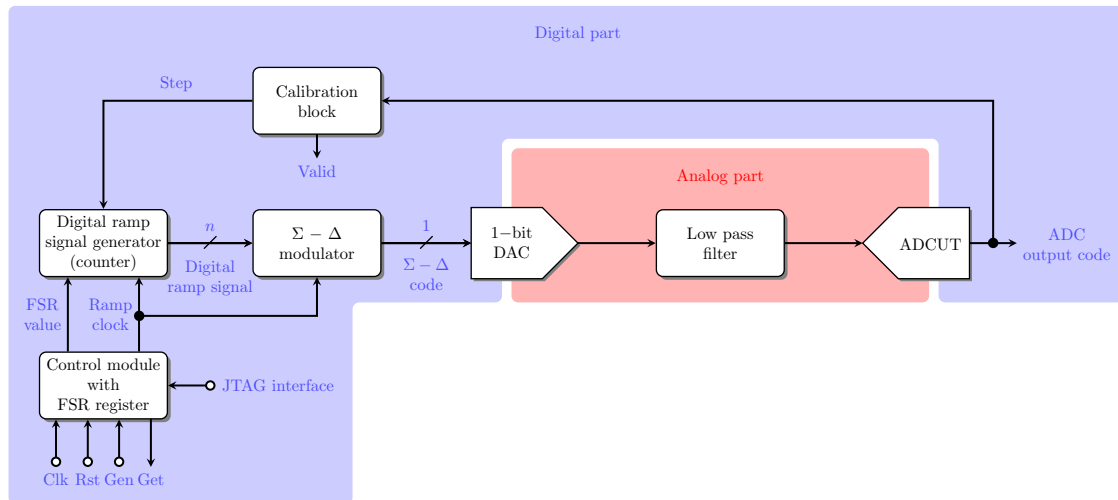 Digital part
Step
Calibration
block
Valid
Analog part
Digital ramp
signal generator
(counter)
n
Digital
ramp signal
Σ − Δ
modulator
1
Σ − Δ
code
1−bit
DAC
Low pass
filter
ADCUT
ADC
output code
FSR
value
Ramp
clock
Control module
with
FSR register
JTAG interface
Clk Rst Gen Get